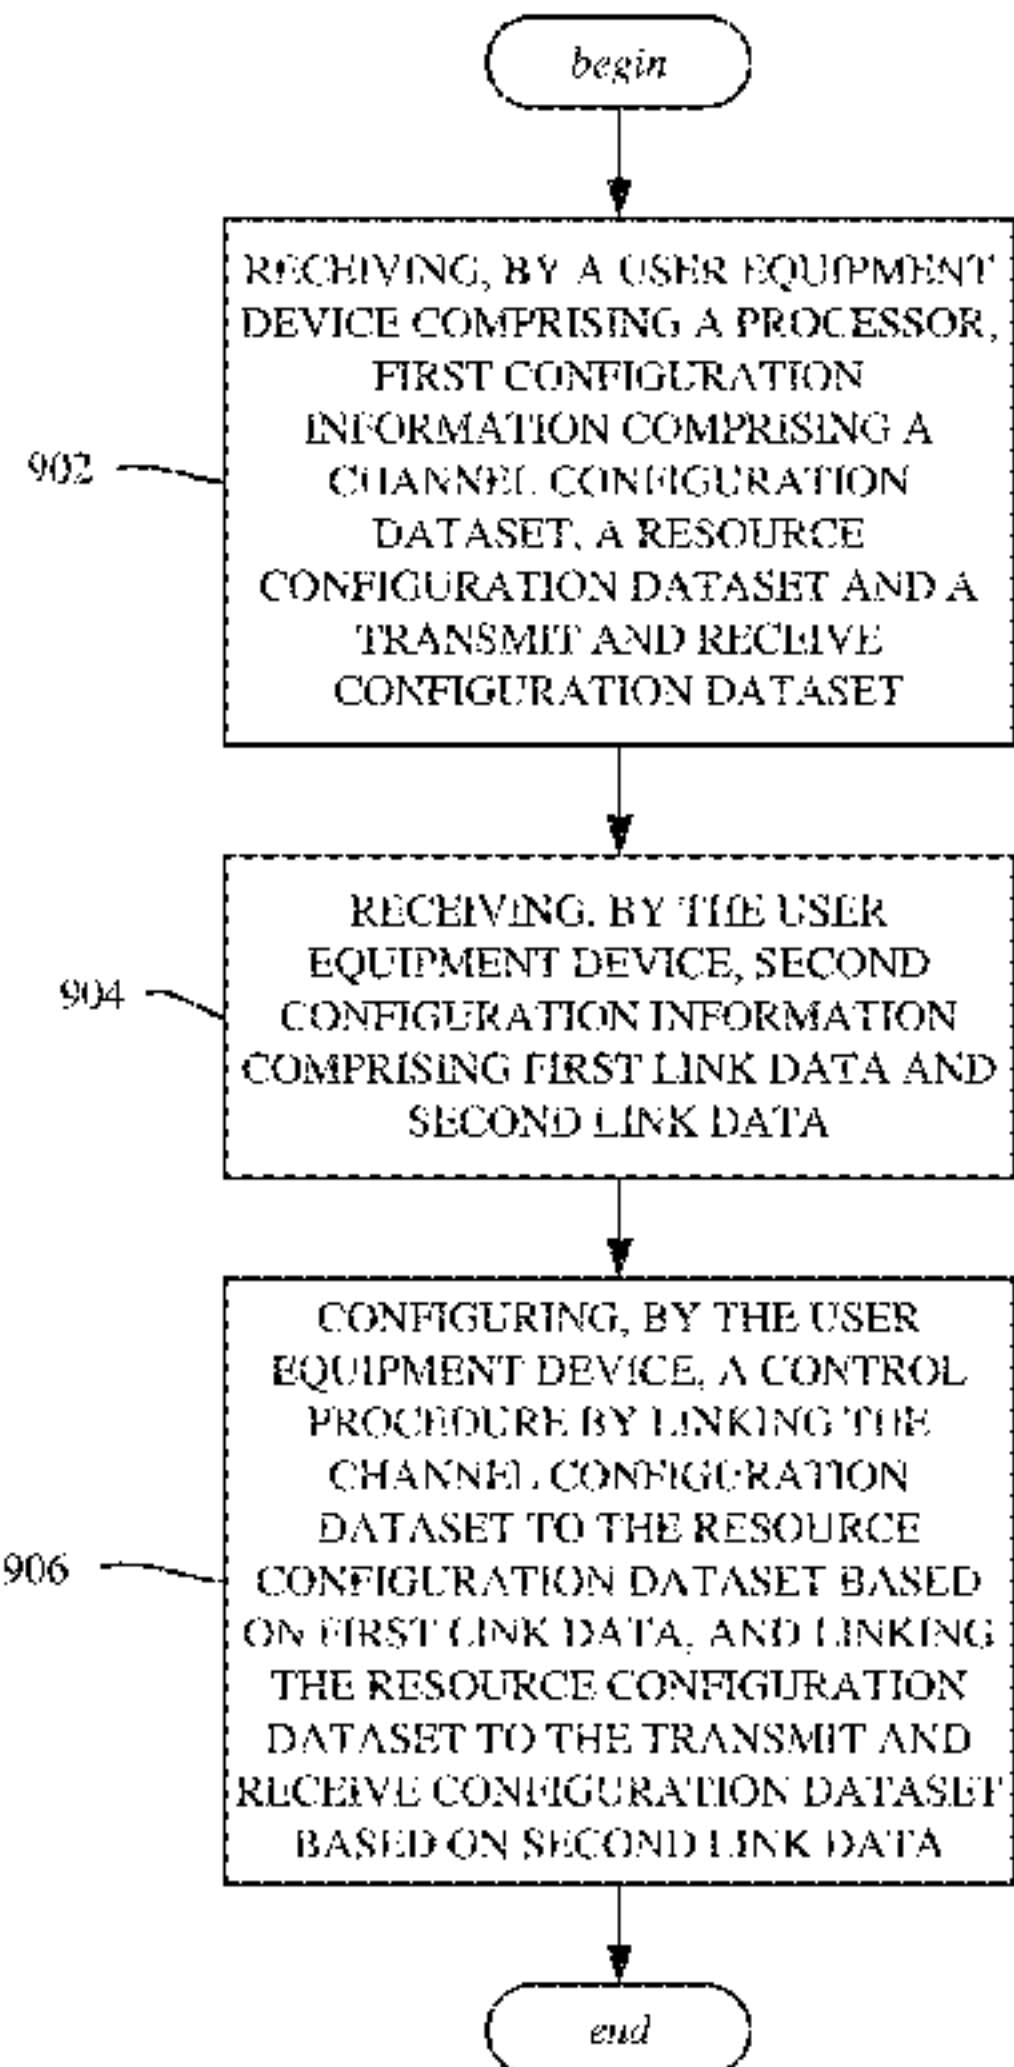 begin
RECEIVING, BY A USER EQUIPMENT
DEVICE COMPRISING A PROCESSOR,
FIRST CONFIGURATION
INFORMATION COMPRISING A
CHANNEL CONFIGURATION
DATASET, A RESOURCE
CONFIGURATION DATASET AND A
TRANSMIT AND RECEIVE
CONFIGURATION DATASET
902
RECEIVING, BY THE USER
EQUIPMENT DEVICE, SECOND
CONFIGURATION INFORMATION
COMPRISING FIRST LINK DATA AND
SECOND LINK DATA
904
CONFIGURING, BY THE USER
EQUIPMENT DEVICE, A CONTROL
PROCEDURE BY LINKING THE
CHANNEL CONFIGURATION
DATASET TO THE RESOURCE
CONFIGURATION DATASET BASED
ON FIRST LINK DATA, AND LINKING
THE RESOURCE CONFIGURATION
DATASET TO THE TRANSMIT AND
RECEIVE CONFIGURATION DATASET
BASED ON SECOND LINK DATA
906
end